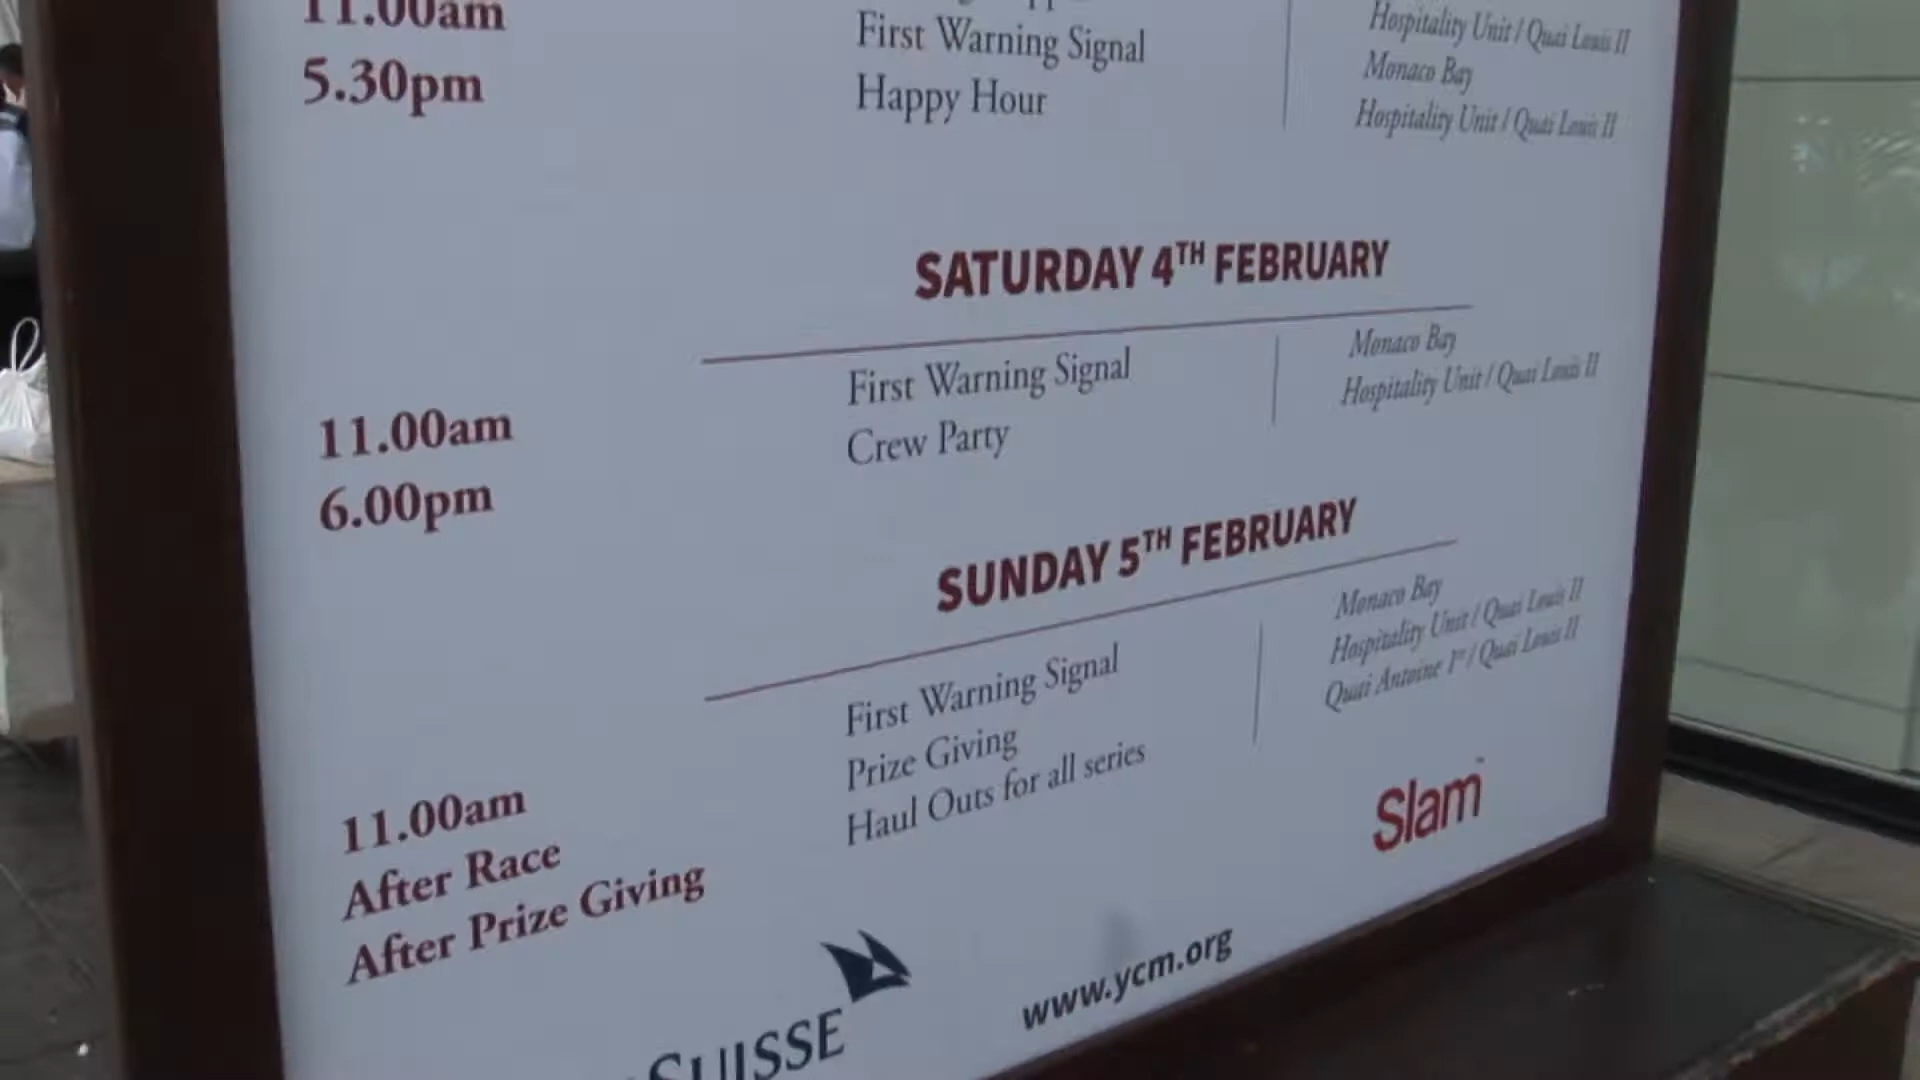 11.00am
5.30pm
First Warning Signal
Happy Hour
Hospitality Unit / Quai Louis II
Monaco Bay
Hospitality Unit / Quai Louis II
SATURDAY 4TH FEBRUARY
11.00am
6.00pm
First Warning Signal
Crew Party
Monaco Bay
Hospitality Unit / Quai Louis II
SUNDAY 5TH FEBRUARY
11.00am
After Race
After Prize Giving
First Warning Signal
Prize Giving
Haul Outs for all series
Monaco Bay
Hospitality Unit / Quai Louis II
Quai Antoine 1er / Quai Louis II
Slam
SUISSE
www.ycm.org